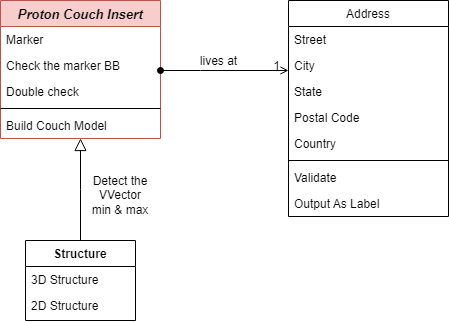 Proton Couch Insert
Marker
Check the marker BB
Double check
Build Couch Model
lives at
1
Address
Street
City
State
Postal Code
Country
Validate
Output As Label
Detect the
VVector
min & max
Structure
3D Structure
2D Structure